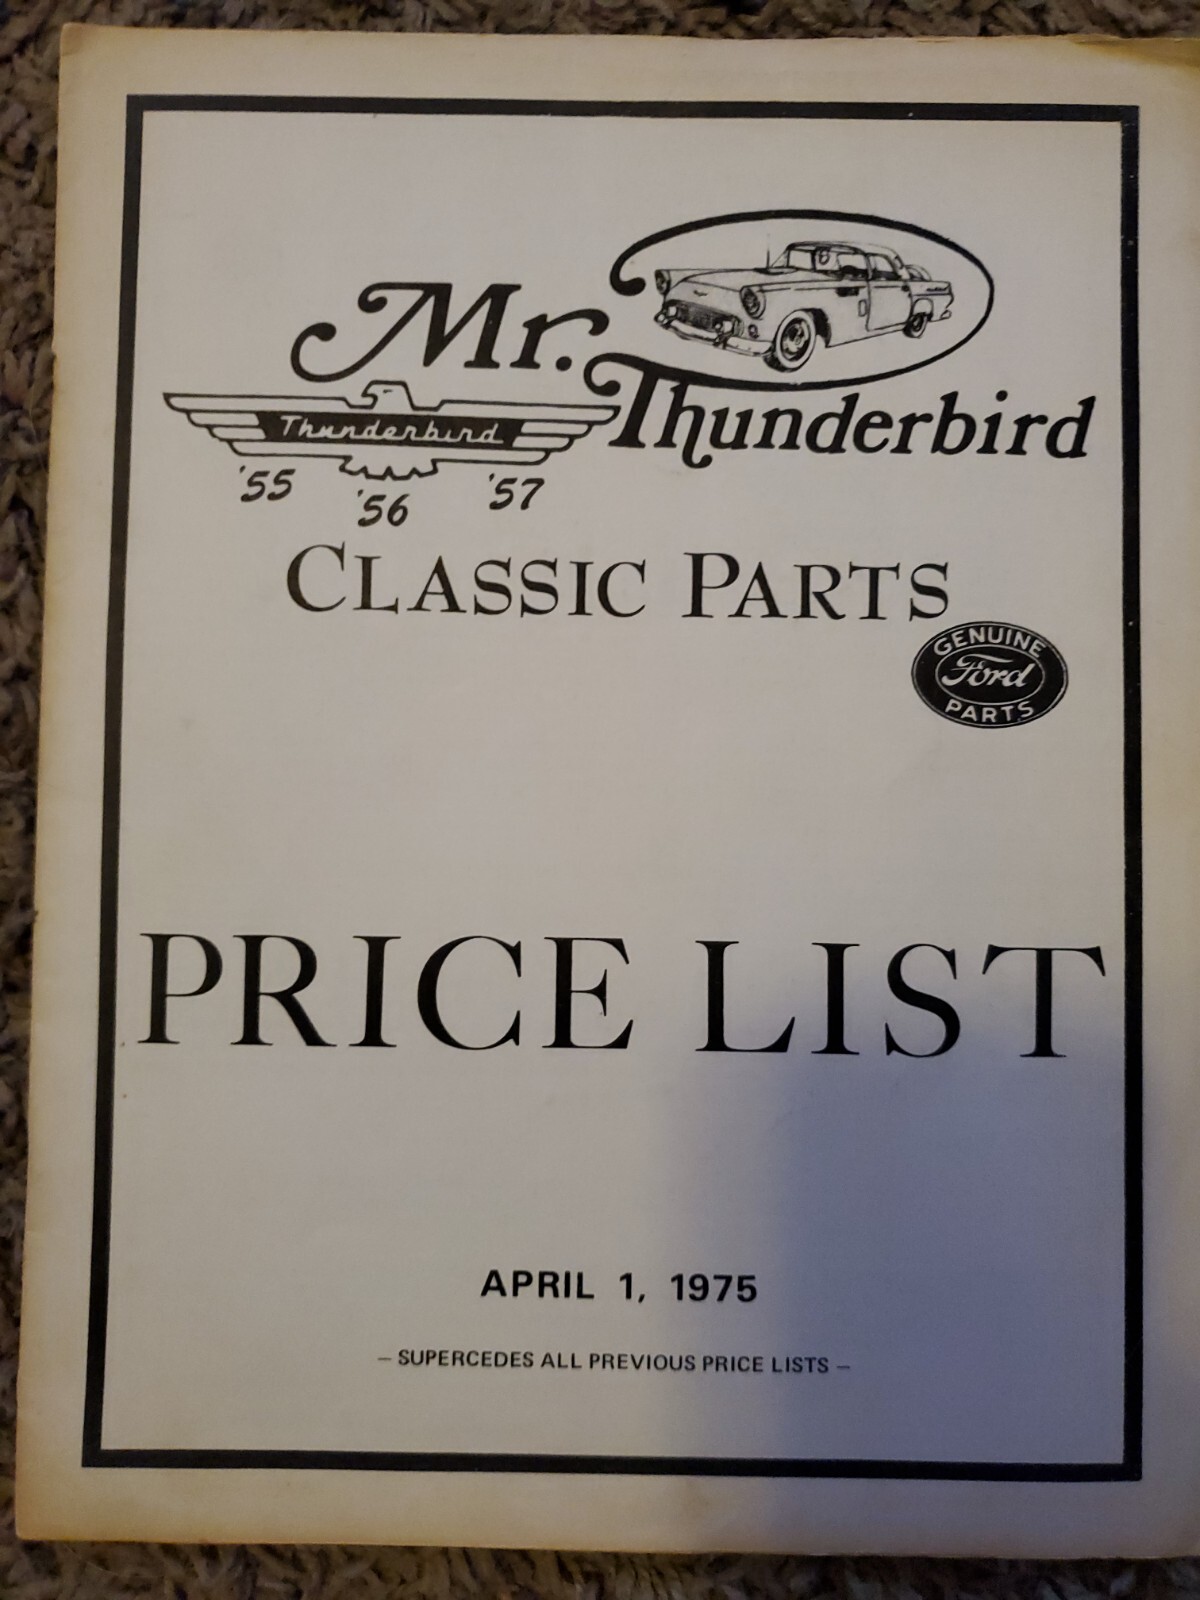 Mr.
Thunderbird
Thunderbird
'55 '56 '57
CLASSIC PARTS
GENUINE
Ford
PARTS
PRICE LIST
APRIL 1, 1975
– SUPERCEDES ALL PREVIOUS PRICE LISTS –